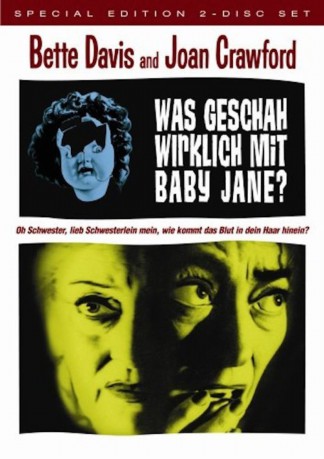 SPECIAL EDITION 2-DISC SET
Bette Davis and Joan Crawford
WAS GESCHAH
WIRKLICH MIT
BABY JANE?
Oh Schwester, lieb Schwesterlein mein, wie kommt das Blut in dein Haar hinein?